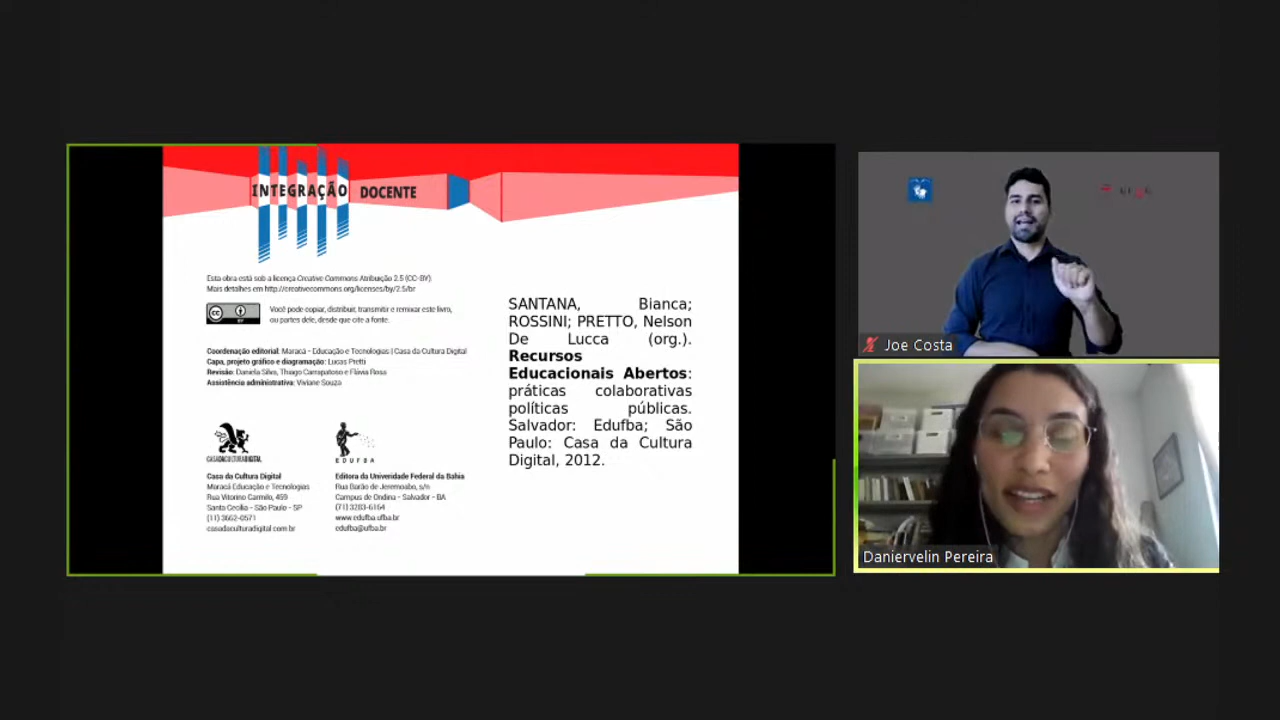 INTEGRAÇÃO DOCENTE
Esta obra está sob a licença Creative Commons Atribuição 2.5 (CC-BY).
Mais detalhes em http://creativecommons.org/licenses/by/2.5/br
cc
BY
Você pode copiar, distribuir, transmitir e remixar este livro,
ou partes dele, desde que cite a fonte.
Coordenação editorial: Maracá - Educação e Tecnologias | Casa da Cultura Digital
Capa, projeto gráfico e diagramação: Lucas Pretti
Revisão: Daniela Silva, Thiago Carrapatoso e Flávia Rosa
Assistência administrativa: Viviane Souza
CASADACULTURADIGITAL
Casa da Cultura Digital
Maracá Educação e Tecnologias
Rua Vitorino Carmilo, 459
Santa Cecília - São Paulo - SP
(11) 3662-0571
casadaculturadigital.com.br
EDUFBA
Editora da Univeridade Federal da Bahia
Rua Barão de Jeremoabo, s/n
Campus de Ondina - Salvador - BA
(71) 3283-6164
www.edufba.ufba.br
edufba@ufba.br
SANTANA, Bianca;
ROSSINI; PRETTO, Nelson
De Lucca (org.).
Recursos
Educacionais Abertos:
práticas colaborativas
políticas públicas.
Salvador: Edufba; São
Paulo: Casa da Cultura
Digital, 2012.
Joe Costa
Daniervelin Pereira